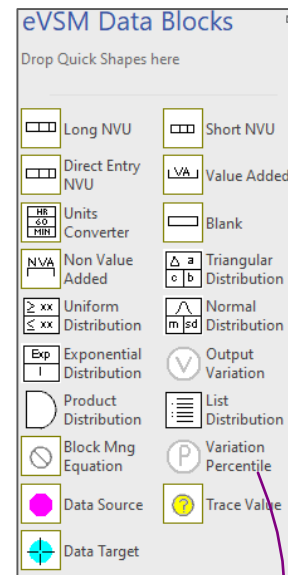 eVSM Data Blocks
Drop Quick Shapes here
Long NVU
Short NVU
Direct Entry
NVU
VA
Value Added
HR
60
MIN
Units
Converter
Blank
NVA
Non Value
Added
Δ a
c b
Triangular
Distribution
≥ xx
≤ xx
Uniform
Distribution
m sd
Normal
Distribution
Exp
l
Exponential
Distribution
V
Output
Variation
Product
Distribution
List
Distribution
Block Mng
Equation
P
Variation
Percentile
Data Source
?
Trace Value
Data Target